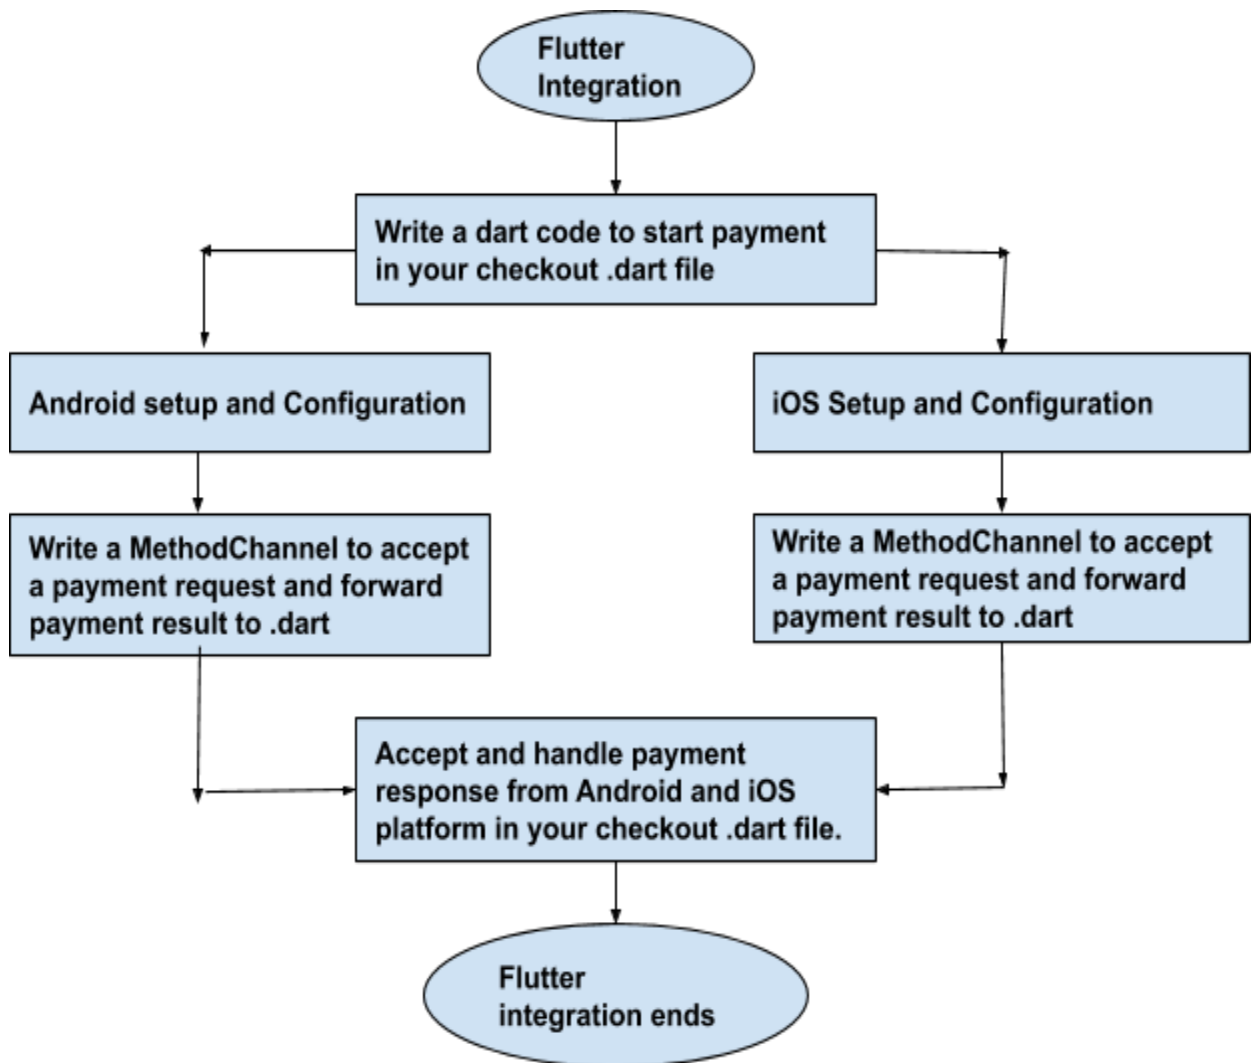 Flutter
Integration
Write a dart code to start payment
in your checkout .dart file
Android setup and Configuration
iOS Setup and Configuration
Write a MethodChannel to accept
a payment request and forward
payment result to .dart
Write a MethodChannel to accept
a payment request and forward
payment result to .dart
Accept and handle payment
response from Android and iOS
platform in your checkout .dart file.
Flutter
integration ends